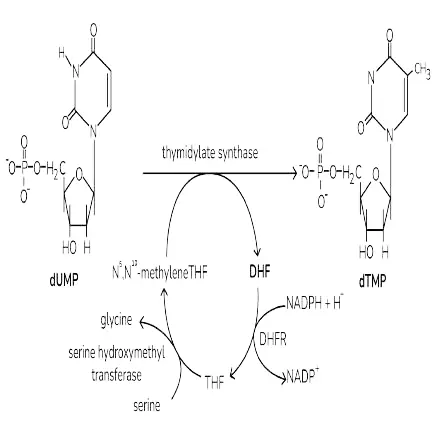 O
H
N
O
N
O
⁻O-P-O-H₂C
O⁻
O
HO H
dUMP
thymidylate synthase
O
CH₃
N
O
N
O
⁻O-P-O-H₂C
O⁻
O
HO H
dTMP
N⁵,N¹⁰-methyleneTHF
DHF
glycine
NADPH + H⁻
DHFR
serine hydroxymethyl
transferase
NADP⁺
THF
serine